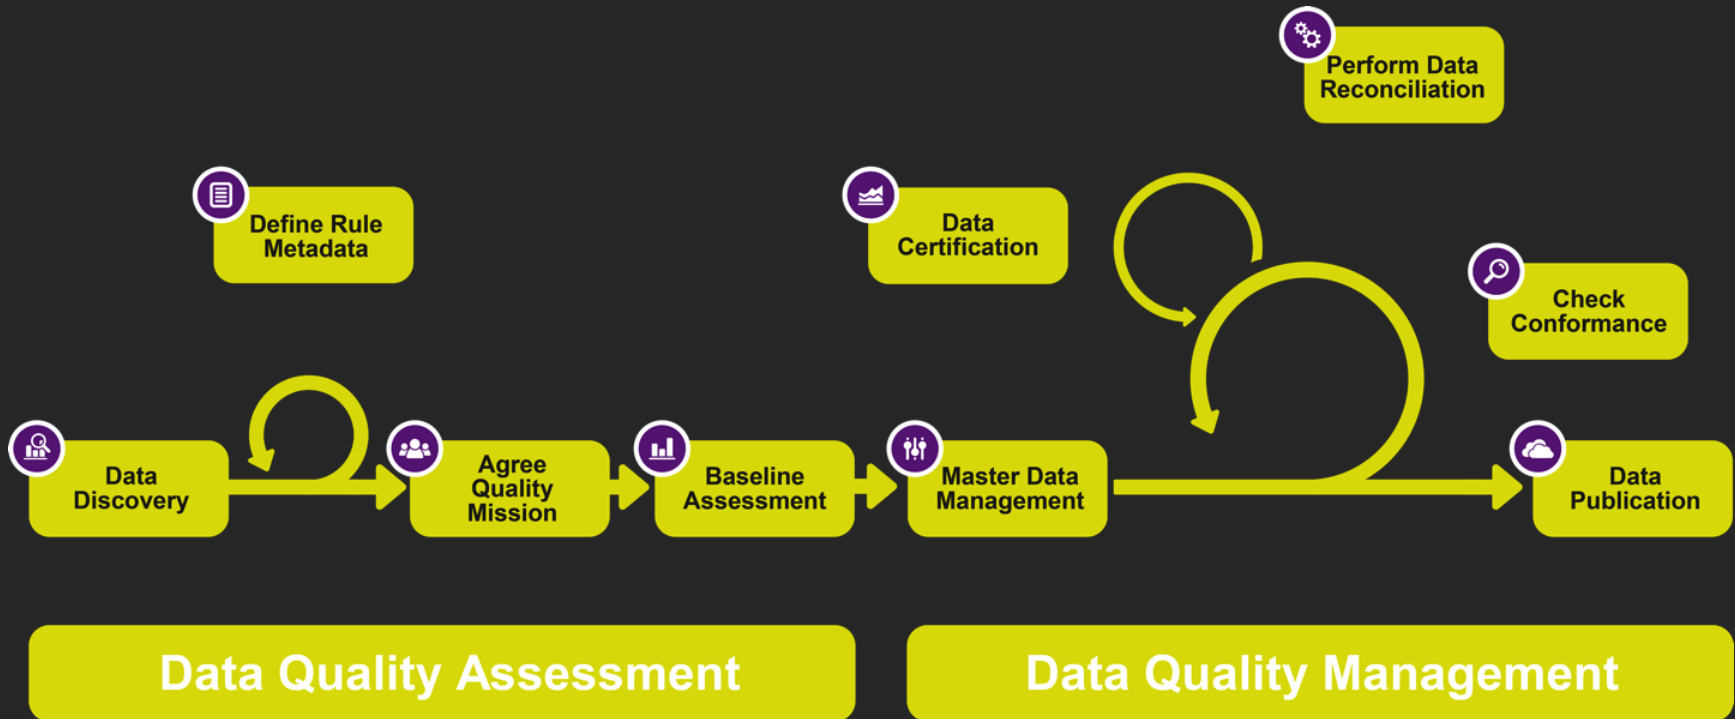 Perform Data
Reconciliation
Define Rule
Metadata
Data
Certification
Check
Conformance
Data
Discovery
Agree
Quality
Mission
Baseline
Assessment
Master Data
Management
Data
Publication
Data Quality Assessment
Data Quality Management